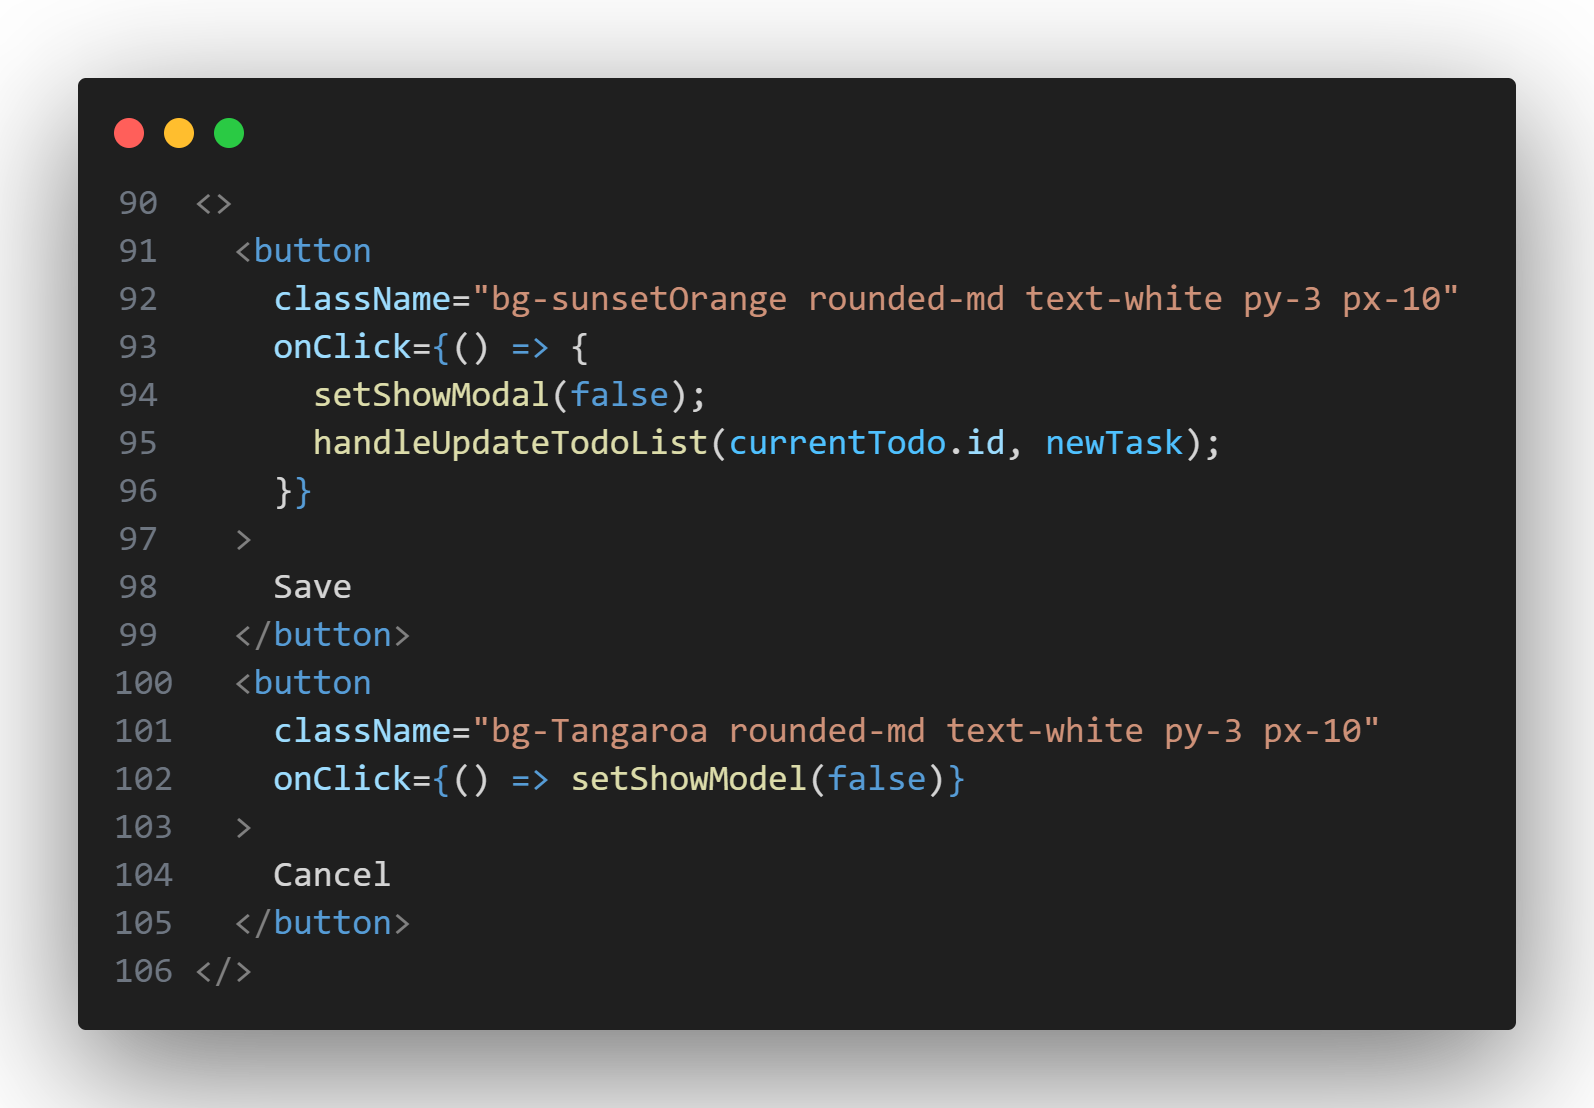 90 <>
91   <button
92     className="bg-sunsetOrange rounded-md text-white py-3 px-10"
93     onClick={() => {
94       setShowModal(false);
95       handleUpdateTodoList(currentTodo.id, newTask);
96     }}
97   >
98     Save
99   </button>
100   <button
101     className="bg-Tangaroa rounded-md text-white py-3 px-10"
102     onClick={() => setShowModel(false)}
103   >
104     Cancel
105   </button>
106 </>